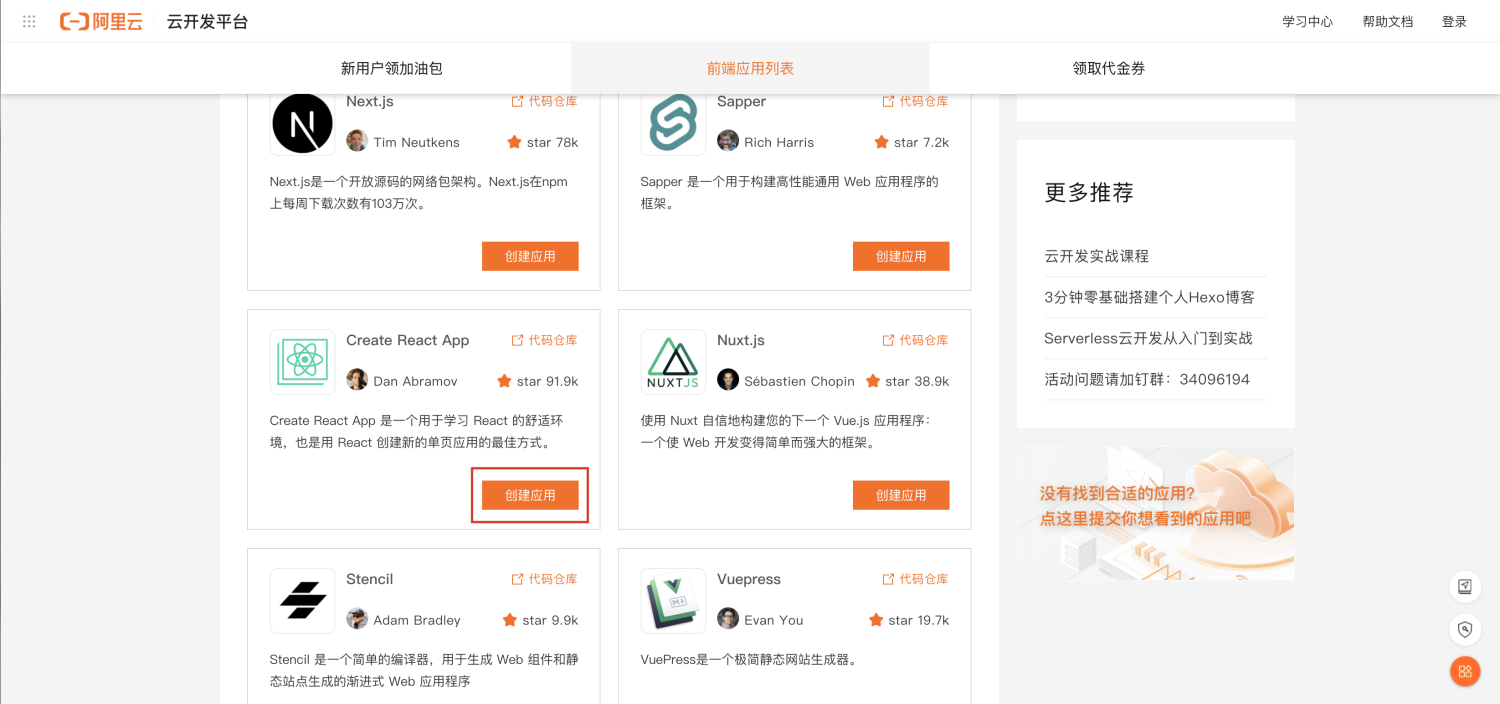 阿里云 云开发平台 学习中心 帮助文档 登录
新用户领加油包 前端应用列表 领取代金券
Next.js 代码仓库
Tim Neutkens star 78k
Next.js是一个开放源码的网络包架构。Next.js在npm
上每周下载次数有103万次。
创建应用
Sapper 代码仓库
Rich Harris star 7.2k
Sapper 是一个用于构建高性能通用 Web 应用程序的
框架。
创建应用
Create React App 代码仓库
Dan Abramov star 91.9k
Create React App 是一个用于学习 React 的舒适环
境，也是用 React 创建新的单页应用的最佳方式。
创建应用
NUXTJS
Nuxt.js 代码仓库
Sébastien Chopin star 38.9k
使用 Nuxt 自信地构建您的下一个 Vue.js 应用程序：
一个使 Web 开发变得简单而强大的框架。
创建应用
Stencil 代码仓库
Adam Bradley star 9.9k
Stencil 是一个简单的编译器，用于生成 Web 组件和静
态站点生成的渐进式 Web 应用程序
Vuepress 代码仓库
Evan You star 19.7k
VuePress是一个极简静态网站生成器。
更多推荐
云开发实战课程
3分钟零基础搭建个人Hexo博客
Serverless云开发从入门到实战
活动问题请加钉群：34096194
没有找到合适的应用?
点这里提交你想看到的应用吧